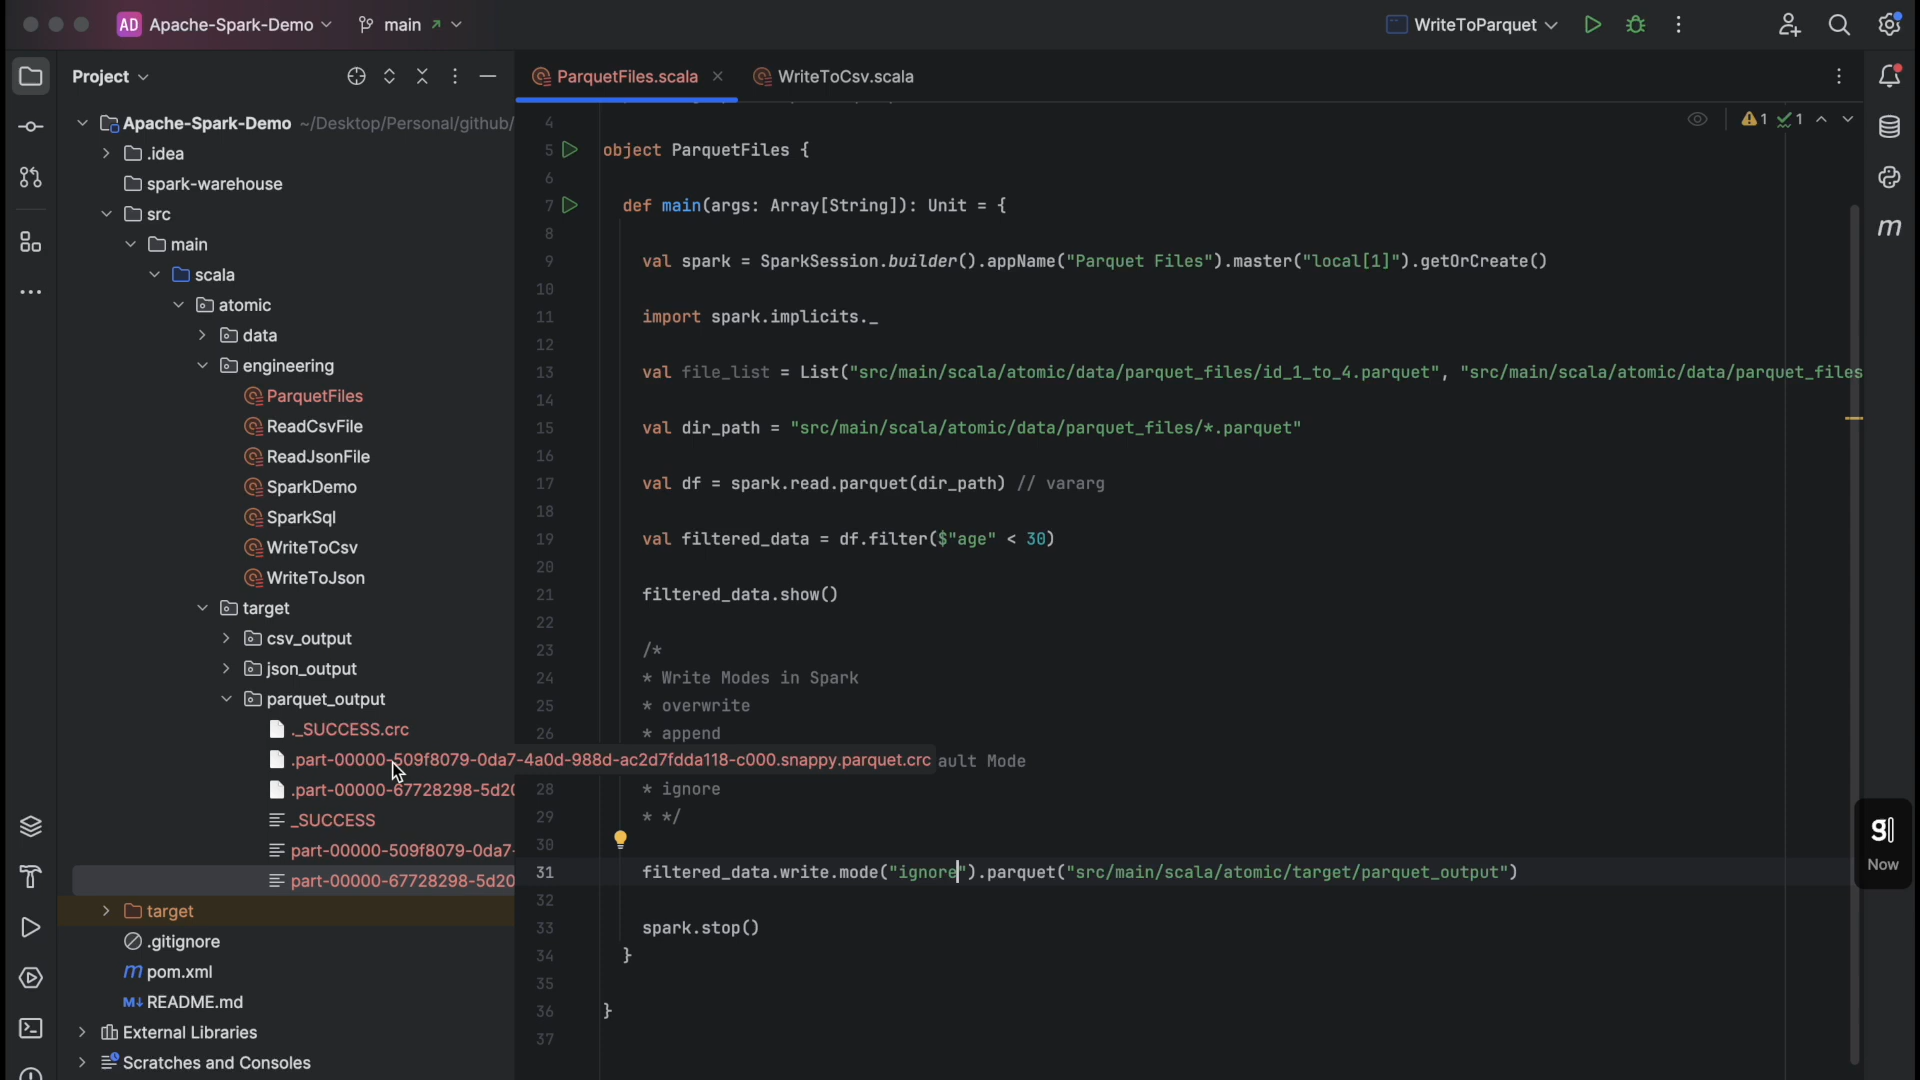 AD Apache-Spark-Demo main WriteToParquet
Project
ParquetFiles.scala WriteToCsv.scala
Apache-Spark-Demo ~/Desktop/Personal/github/
.idea
spark-warehouse
src
main
scala
atomic
data
engineering
ParquetFiles
ReadCsvFile
ReadJsonFile
SparkDemo
SparkSql
WriteToCsv
WriteToJson
target
csv_output
json_output
parquet_output
._SUCCESS.crc
.part-00000-509f8079-0da7-4a0d-988d-ac2d7fdda118-c000.snappy.parquet.crc
.part-00000-67728298-5d20
_SUCCESS
part-00000-509f8079-0da7-
part-00000-67728298-5d20
target
.gitignore
pom.xml
M↓ README.md
External Libraries
Scratches and Consoles
1 1
4
5 object ParquetFiles {
6
7 def main(args: Array[String]): Unit = {
8
9 val spark = SparkSession.builder().appName("Parquet Files").master("local[1]").getOrCreate()
10
11 import spark.implicits._
12
13 val file_list = List("src/main/scala/atomic/data/parquet_files/id_1_to_4.parquet", "src/main/scala/atomic/data/parquet_files
14
15 val dir_path = "src/main/scala/atomic/data/parquet_files/*.parquet"
16
17 val df = spark.read.parquet(dir_path) // vararg
18
19 val filtered_data = df.filter($"age" < 30)
20
21 filtered_data.show()
22
23 /*
24 * Write Modes in Spark
25 * overwrite
26 * append
ault Mode
28 * ignore
29 * */
30
31 filtered_data.write.mode("ignore").parquet("src/main/scala/atomic/target/parquet_output")
32
33 spark.stop()
34 }
35
36 }
37
m
g
Now